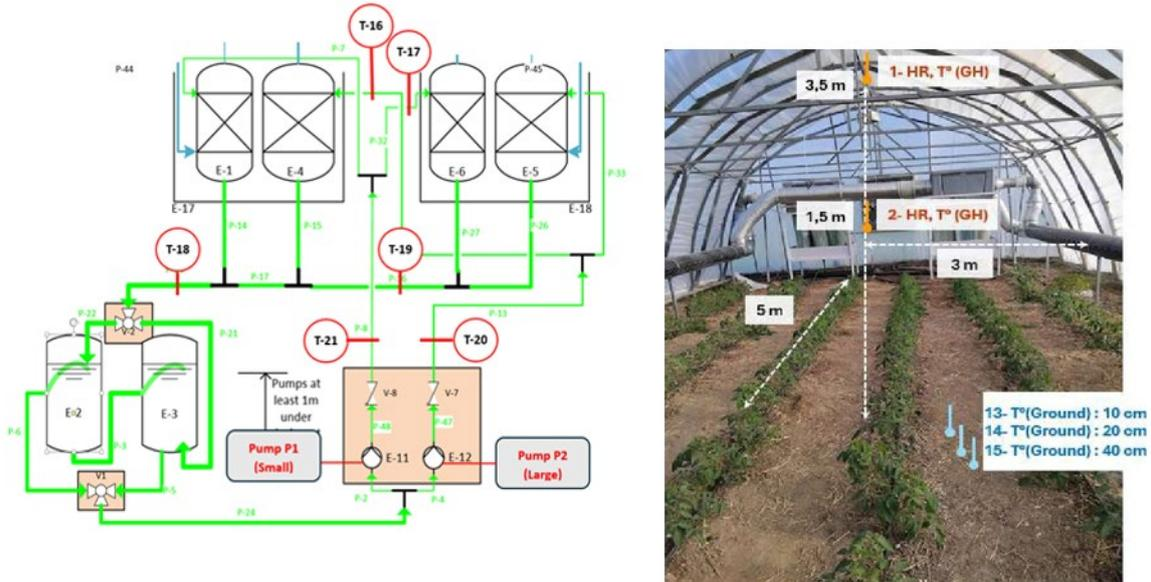 T-16
P-7
T-17
P-44
P-45
P-32
E-1
E-4
E-6
E-5
P-33
E-17
E-18
P-14
P-15
P-27
P-26
T-18
T-19
P-17
P-22
V-2
P-21
P-8
P-13
T-21
T-20
E-2
E-3
Pumps at
least 1m
under
V-8
V-7
P-6
P-3
P-48
P-47
Pump P1
(Small)
E-11
E-12
Pump P2
(Large)
V1
P-5
P-2
P-4
P-28
1- HR, T° (GH)
3,5 m
1,5 m
2- HR, T° (GH)
3 m
5 m
13- T°(Ground) : 10 cm
14- T°(Ground) : 20 cm
15- T°(Ground) : 40 cm